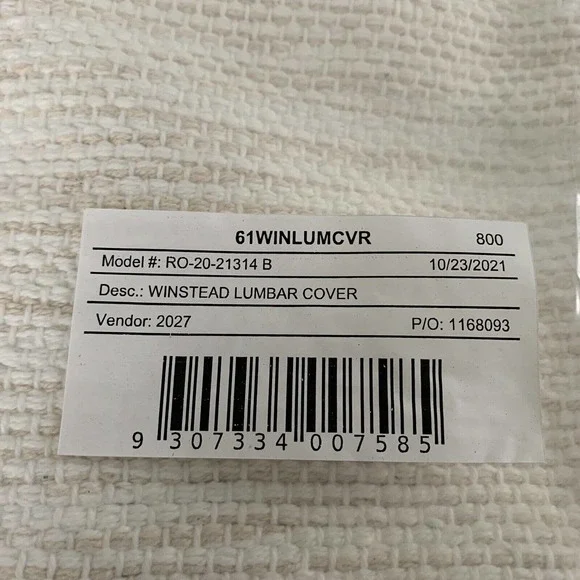 61WINLUMCVR 800
Model #: RO-20-21314 B 10/23/2021
Desc.: WINSTEAD LUMBAR COVER
Vendor: 2027 P/O: 1168093
9 307334 007585